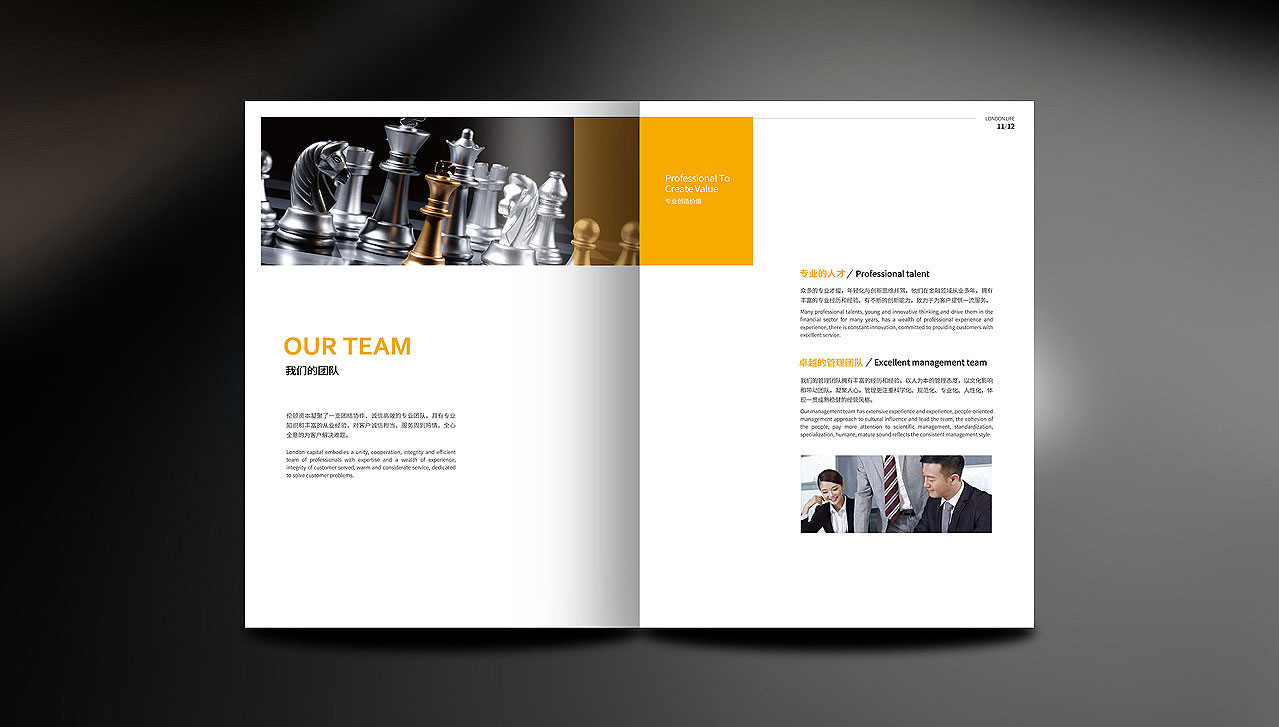 LONDON LIFE
11/12
Professional To
Create Value
专业创造价值
OUR TEAM
我们的团队
伦顿资本凝聚了一支团结协作、诚信高效的专业团队。具有专业
知识和丰富的从业经验，对客户诚信担当，服务周到热情，全心
全意的为客户解决难题。
London capital embodies a unity, cooperation, integrity and efficient
team of professionals with expertise and a wealth of experience,
integrity of customer served, warm and considerate service, dedicated
to solve customer problems.
专业的人才 / Professional talent
众多的专业才俊，年轻化与创新思维并驾，他们在金融领域从业多年，拥有
丰富的专业经历和经验，有不断的创新能力，致力于为客户提供一流服务。
Many professional talents, young and innovative thinking and drive them in the
financial sector for many years, has a wealth of professional experience and
experience, there is constant innovation, committed to providing customers with
excellent service.
卓越的管理团队 / Excellent management team
我们的管理团队拥有丰富的经历和经验，以人为本的管理态度，以文化影响
和带动团队，凝聚人心，管理更注重科学化、规范化、专业化、人性化，体
现一贯成熟稳健的经营风格。
Our management team has extensive experience and experience, people-oriented
management approach to cultural influence and lead the team, the cohesion of
the people, pay more attention to scientific management, standardization,
specialization, humane, mature sound reflects the consistent management style.